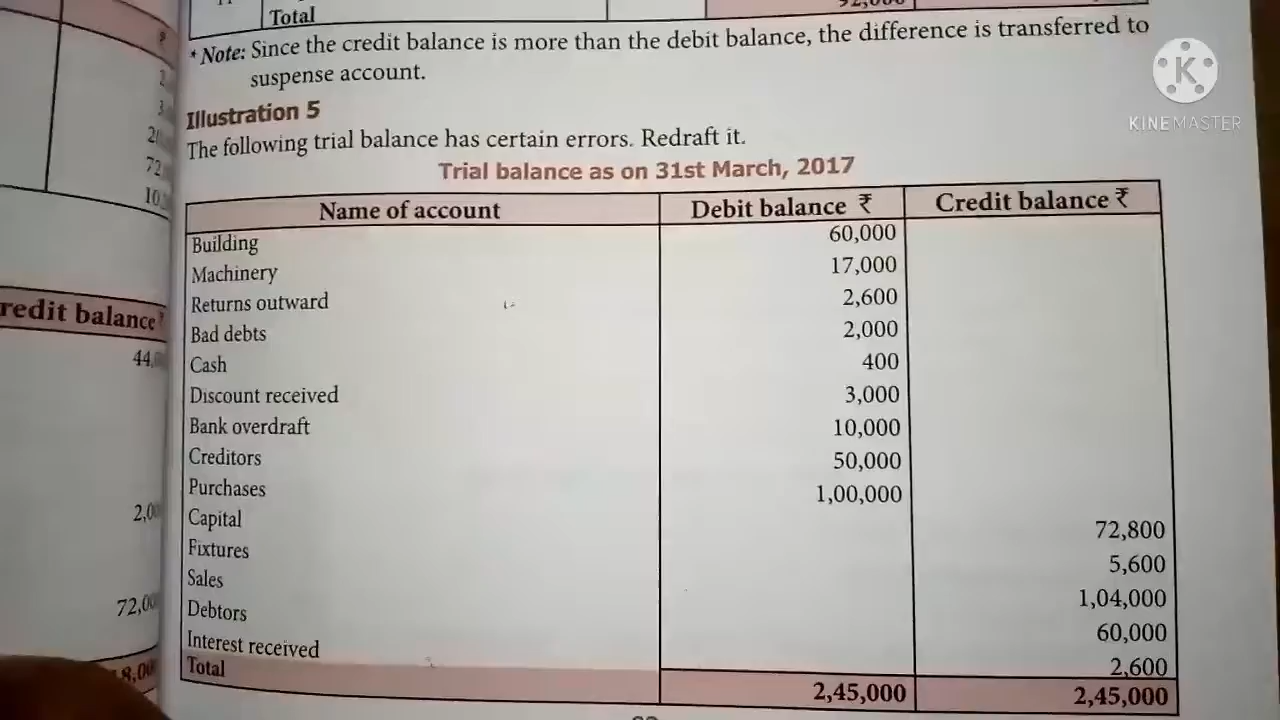 Total
* Note: Since the credit balance is more than the debit balance, the difference is transferred to
suspense account.
K
KINEMASTER
Illustration 5
The following trial balance has certain errors. Redraft it.
Trial balance as on 31st March, 2017
Name of account Debit balance ₹ Credit balance ₹
Building 60,000
Machinery 17,000
Returns outward 2,600
Bad debts 2,000
Cash 400
Discount received 3,000
Bank overdraft 10,000
Creditors 50,000
Purchases 1,00,000
Capital 72,800
Fixtures 5,600
Sales 1,04,000
Debtors 60,000
Interest received 2,600
Total 2,45,000 2,45,000
balance